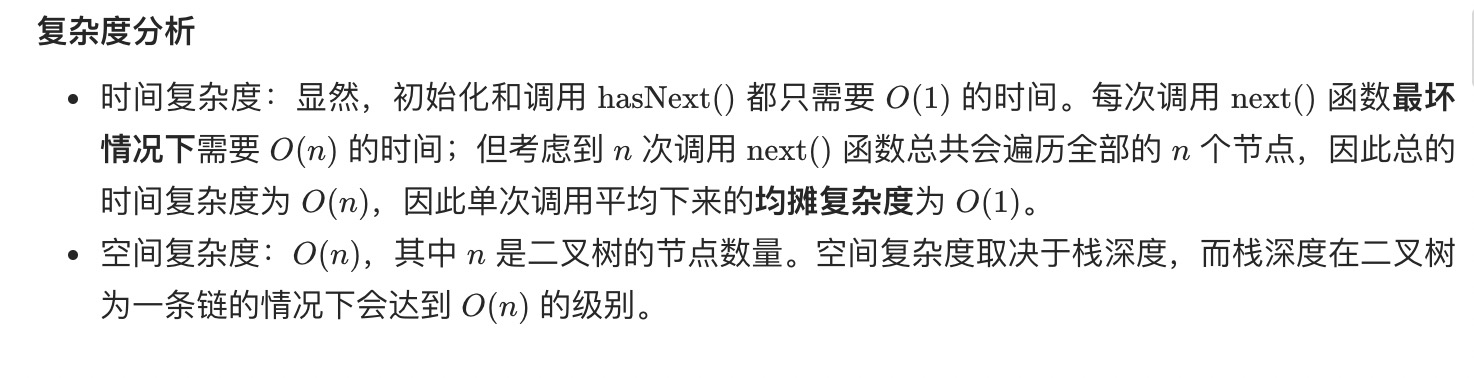 复杂度分析
• 时间复杂度：显然，初始化和调用 hasNext() 都只需要 O(1) 的时间。每次调用 next() 函数最坏
情况下需要 O(n) 的时间；但考虑到 n 次调用 next() 函数总共会遍历全部的 n 个节点，因此总的
时间复杂度为 O(n)，因此单次调用平均下来的均摊复杂度为 O(1)。
• 空间复杂度：O(n)，其中 n 是二叉树的节点数量。空间复杂度取决于栈深度，而栈深度在二叉树
为一条链的情况下会达到 O(n) 的级别。